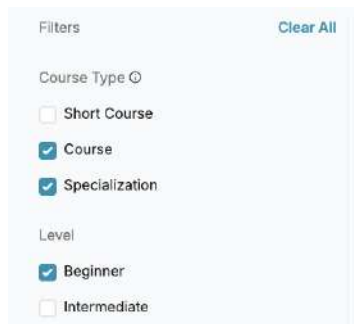 Filters Clear All
Course Type
Short Course
Course
Specialization
Level
Beginner
Intermediate